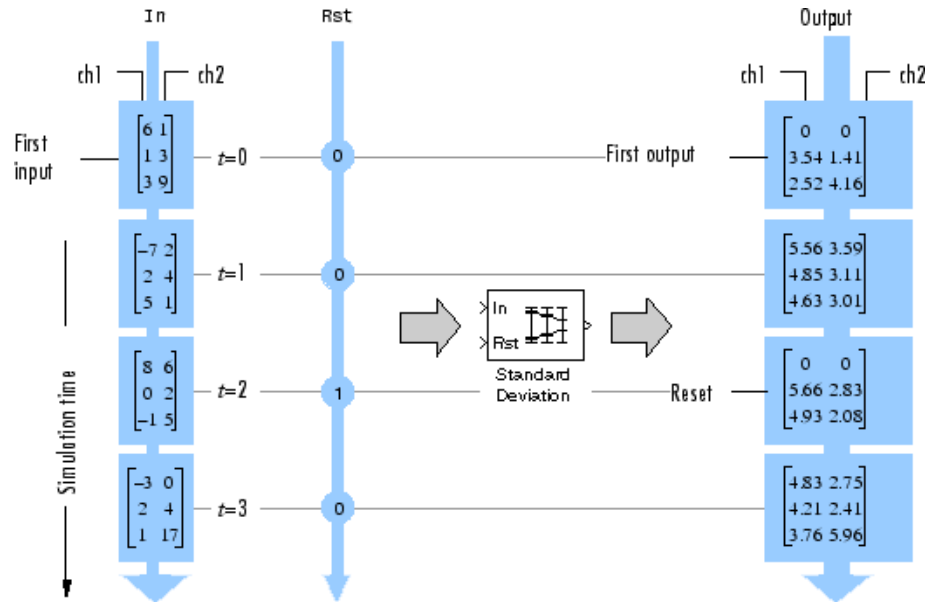 In Rst Output
ch1 ch2 ch1 ch2
First input
6 1
1 3
3 9
t=0
0
First output
0 0
3.54 1.41
2.52 4.16
-7 2
2 4
5 1
t=1
0
5.56 3.59
4.85 3.11
4.63 3.01
In
Rst
Standard
Deviation
Simulation time
8 6
0 2
-1 5
t=2
1
Reset
0 0
5.66 2.83
4.93 2.08
-3 0
2 4
1 17
t=3
0
4.83 2.75
4.21 2.41
3.76 5.96